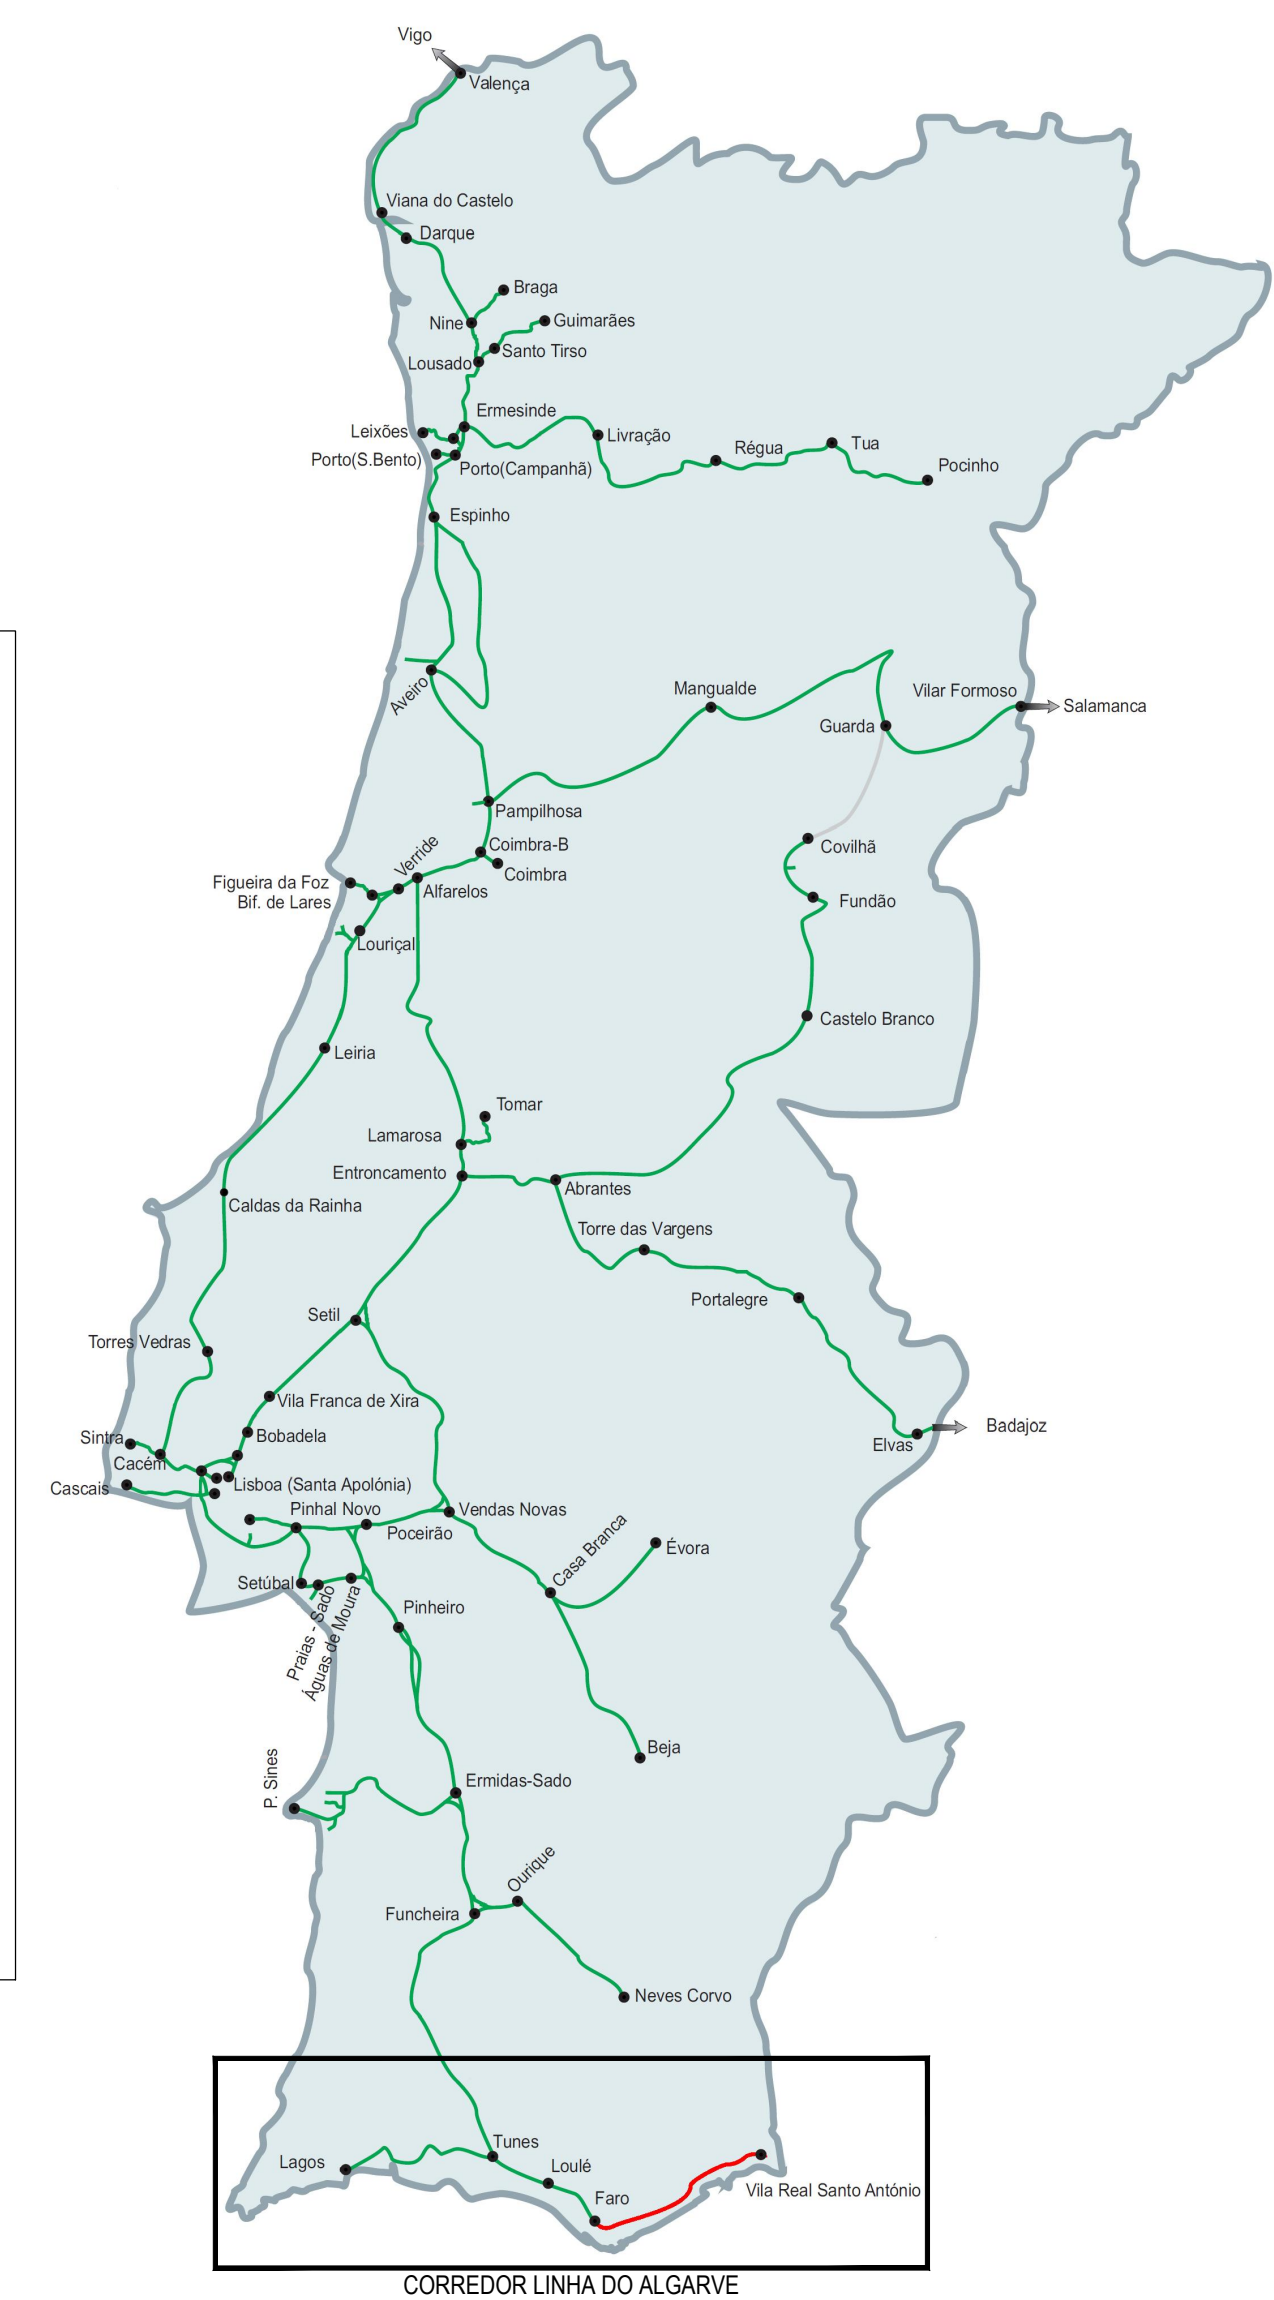 Vigo
Valença
Viana do Castelo
Darque
Braga
Nine
Guimarães
Santo Tirso
Lousado
Ermesinde
Leixões
Livração
Porto(S.Bento)
Porto(Campanhã)
Régua
Tua
Pocinho
Espinho
Aveiro
Mangualde
Vilar Formoso
Salamanca
Guarda
Pampilhosa
Coimbra-B
Verride
Coimbra
Covilhã
Figueira da Foz
Alfarelos
Bif. de Lares
Fundão
Louriçal
Castelo Branco
Leiria
Tomar
Lamarosa
Entroncamento
Abrantes
Caldas da Rainha
Torre das Vargens
Portalegre
Setil
Torres Vedras
Vila Franca de Xira
Sintra
Bobadela
Badajoz
Elvas
Cacém
Cascais
Lisboa (Santa Apolónia)
Pinhal Novo
Vendas Novas
Poceirão
Casa Branca
Évora
Setúbal
Praias - Sado
Águas de Moura
Pinheiro
Beja
P. Sines
Ermidas-Sado
Ourique
Funcheira
Neves Corvo
Tunes
Lagos
Loulé
Faro
Vila Real Santo António
CORREDOR LINHA DO ALGARVE